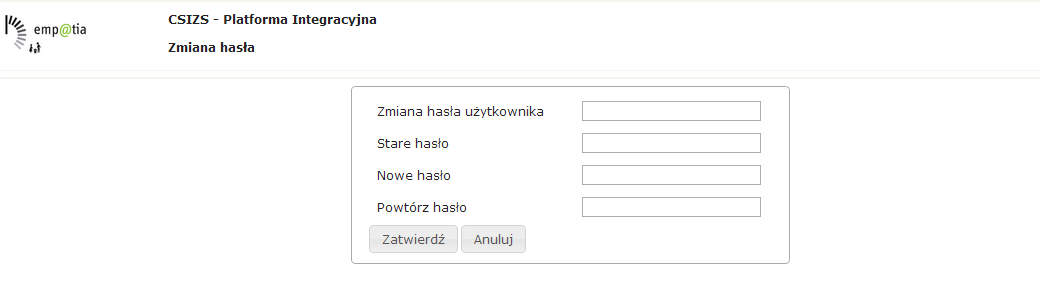 emp@tia
CSIZS - Platforma Integracyjna
Zmiana hasła
Zmiana hasła użytkownika
Stare hasło
Nowe hasło
Powtórz hasło
Zatwierdź Anuluj